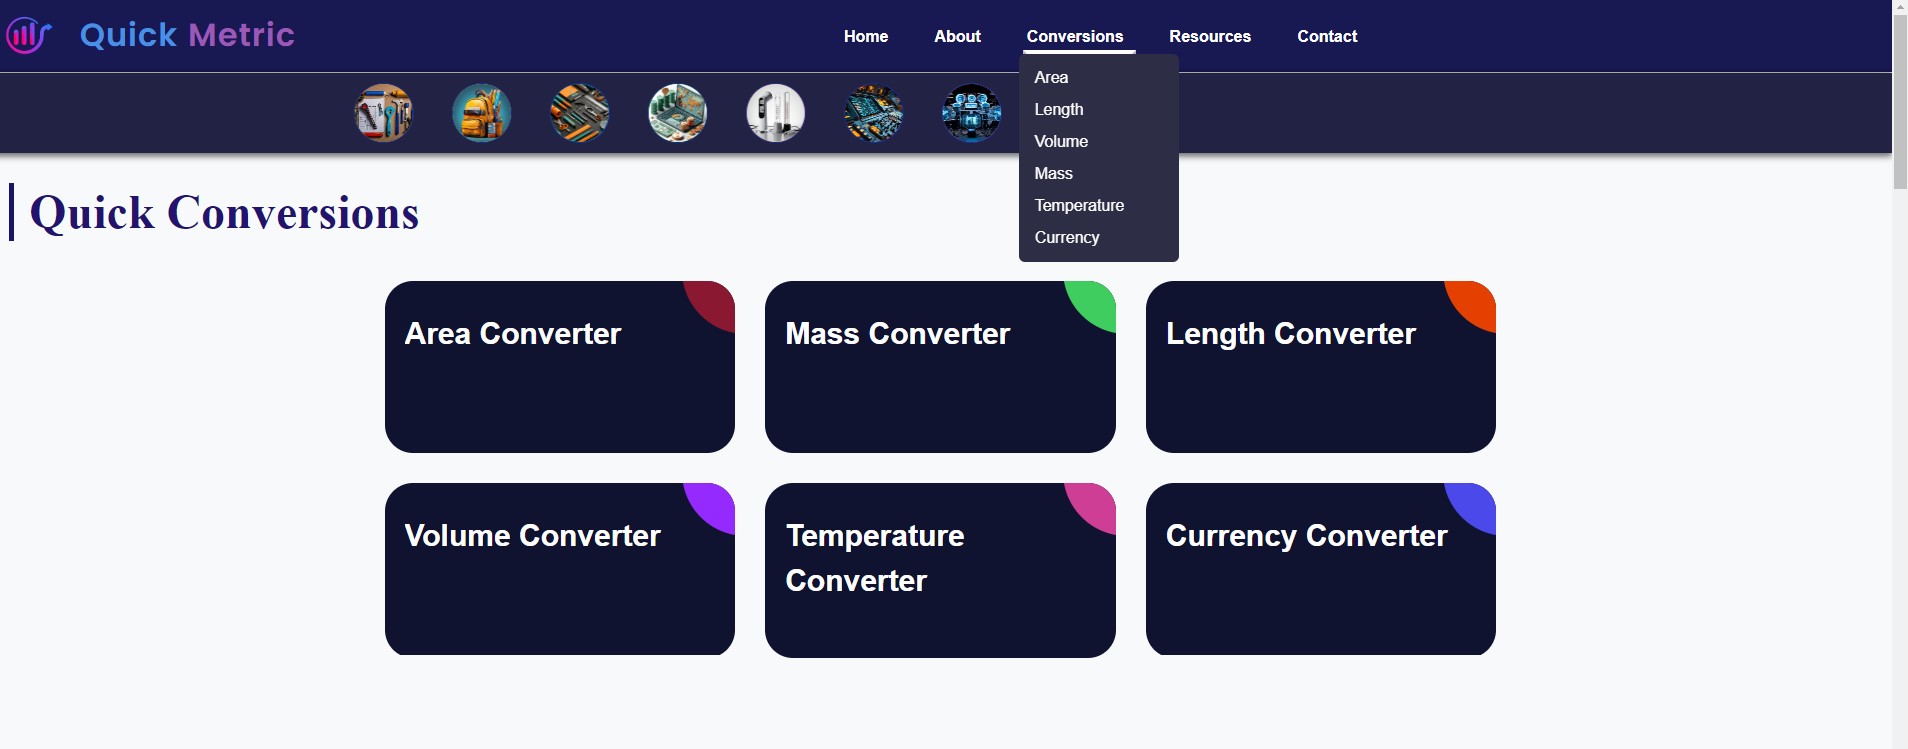 Quick Metric
Home About Conversions Resources Contact
Area
Length
Volume
Mass
Temperature
Currency
Quick Conversions
Area Converter
Mass Converter
Length Converter
Volume Converter
Temperature
Converter
Currency Converter